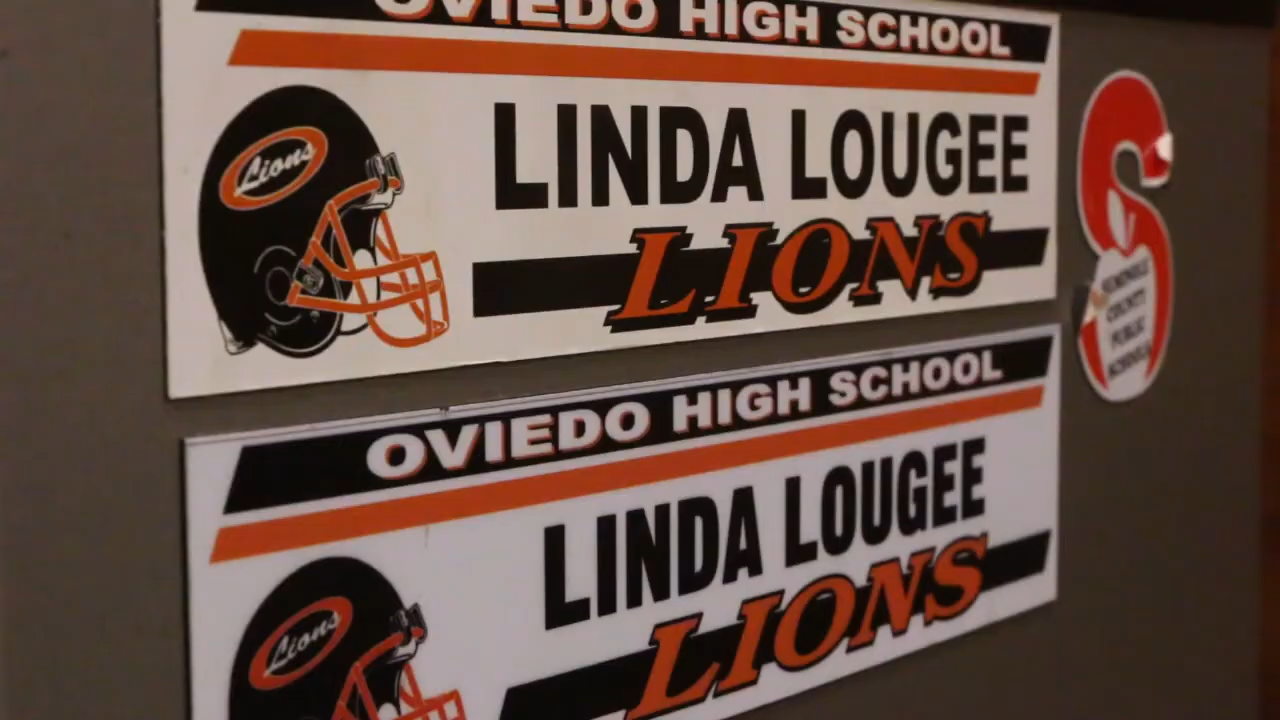 OVIEDO HIGH SCHOOL
Lions
LINDA LOUGEE
LIONS
S
SEMINOLE
COUNTY
PUBLIC
SCHOOLS
OVIEDO HIGH SCHOOL
LINDA LOUGEE
LIONS
Lions